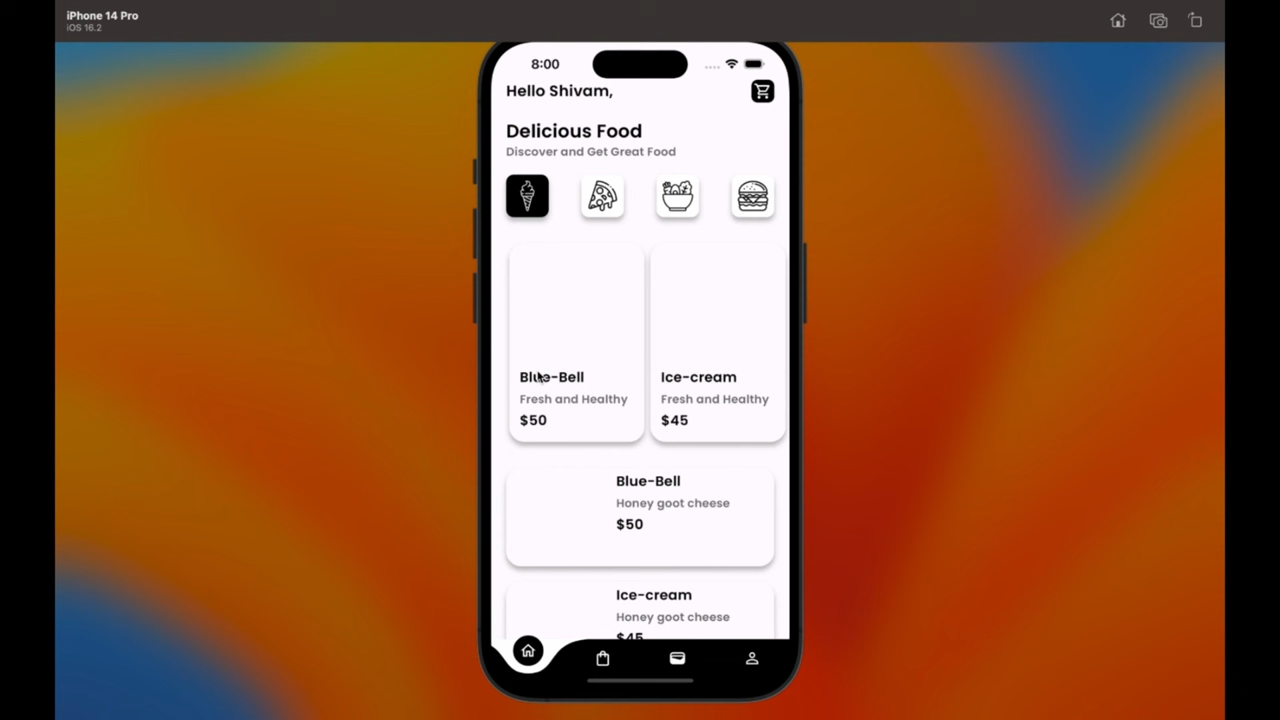 iPhone 14 Pro
iOS 16.2
8:00
Hello Shivam,
Delicious Food
Discover and Get Great Food
Blue-Bell
Fresh and Healthy
$50
Ice-cream
Fresh and Healthy
$45
Blue-Bell
Honey goot cheese
$50
Ice-cream
Honey goot cheese
$45